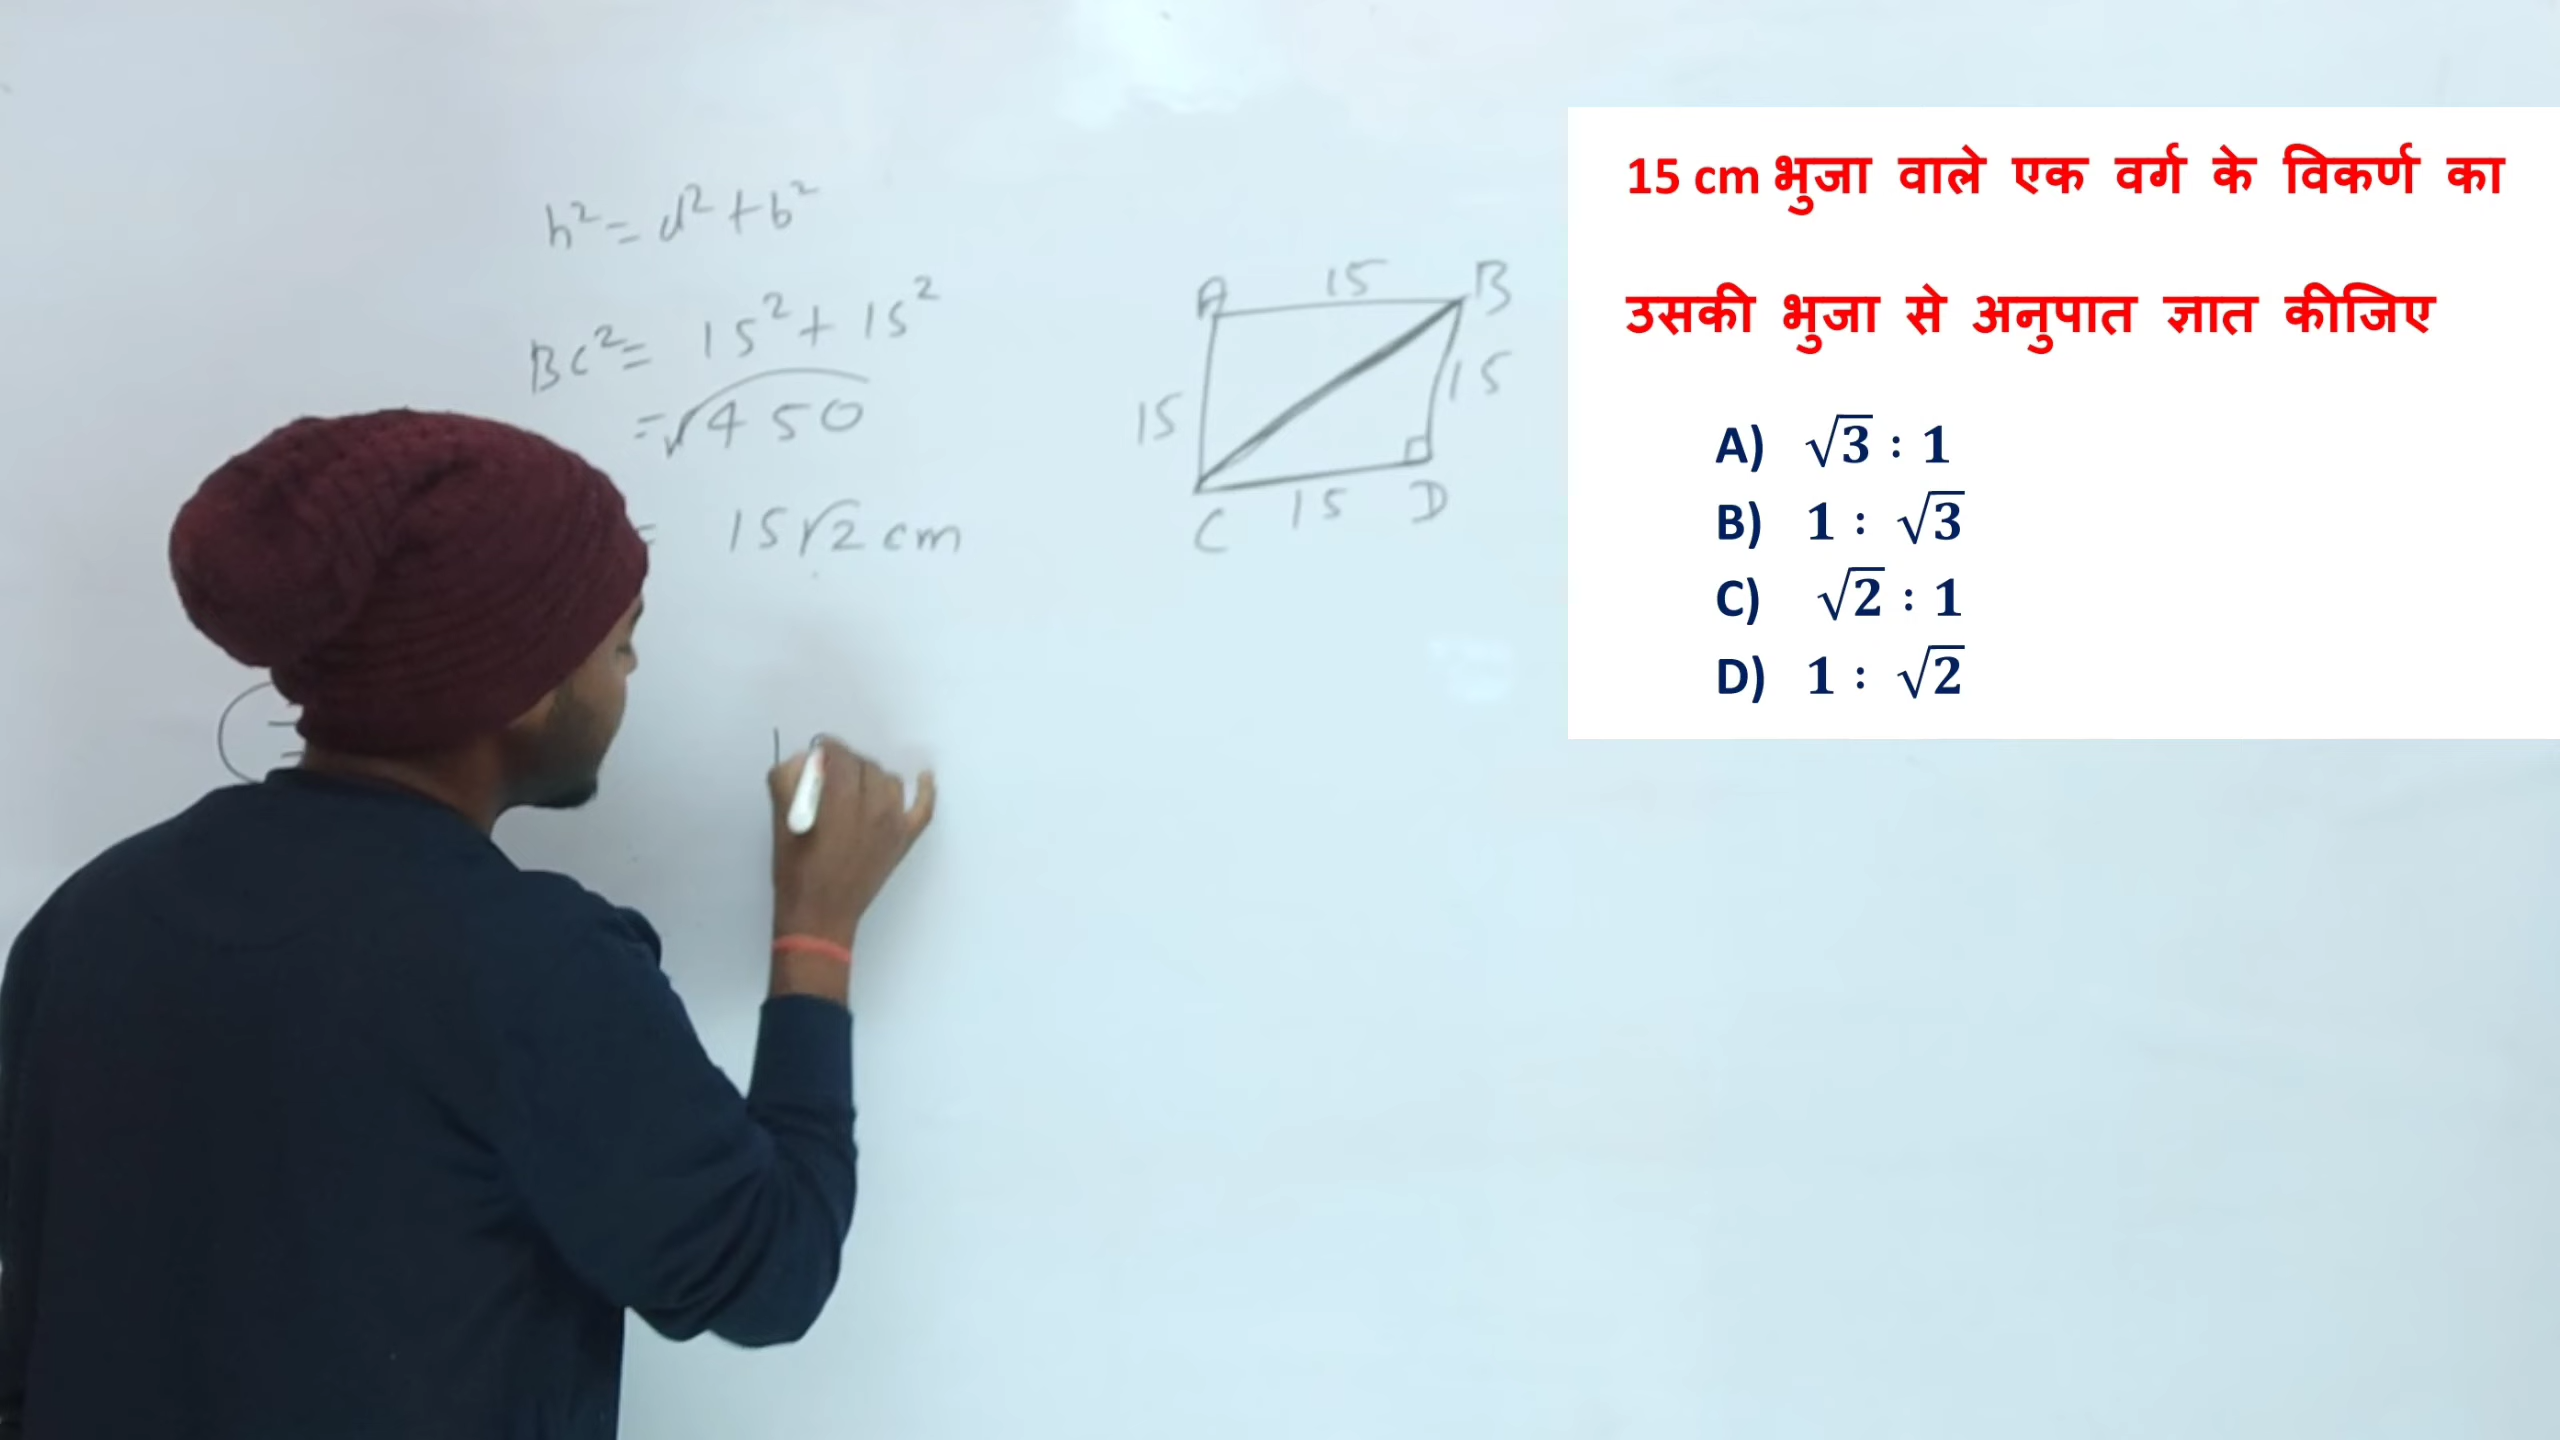 h² = d² + b²
BC² = 15² + 15²
= √450
= 15√2 cm
A 15 B
15 15
C 15 D
15 cm भुजा वाले एक वर्ग के विकर्ण का
उसकी भुजा से अनुपात ज्ञात कीजिए
A) √3 : 1
B) 1 : √3
C) √2 : 1
D) 1 : √2